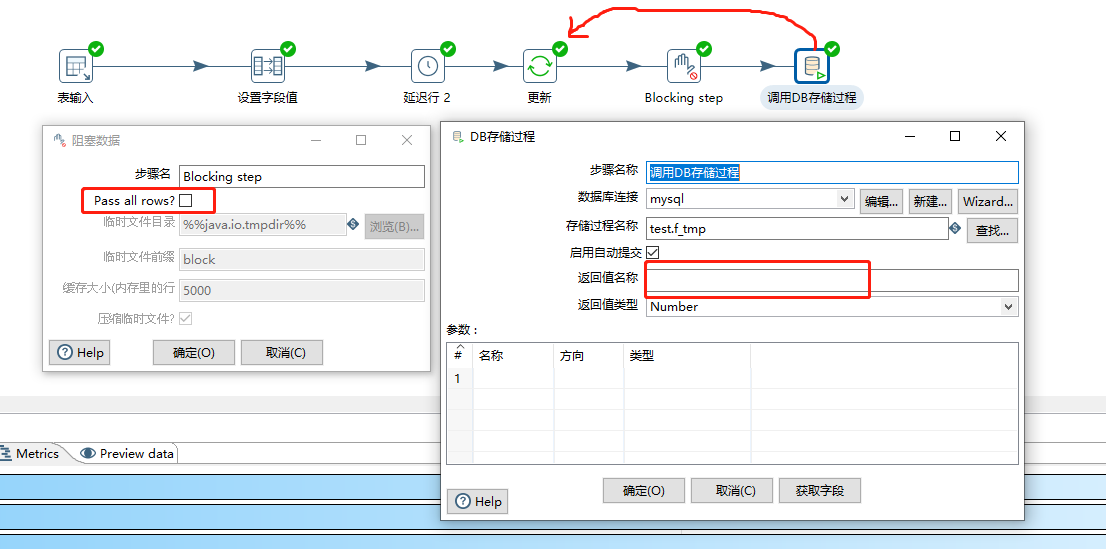 表输入
设置字段值
延迟行 2
更新
Blocking step
调用DB存储过程
阻塞数据
步骤名
Blocking step
Pass all rows?
临时文件目录
%%java.io.tmpdir%%
浏览(B)...
临时文件前缀
block
缓存大小(内存里的行
5000
压缩临时文件?
Help
确定(O)
取消(C)
DB存储过程
步骤名称
调用DB存储过程
数据库连接
mysql
编辑...
新建...
Wizard...
存储过程名称
test.f_tmp
查找...
启用自动提交
返回值名称
返回值类型
Number
参数 :
#
名称
方向
类型
1
确定(O)
取消(C)
获取字段
Help
Metrics
Preview data